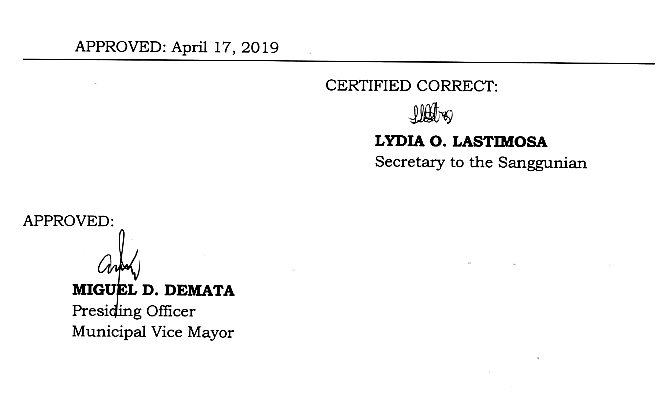 APPROVED: April 17, 2019
CERTIFIED CORRECT:
LYDIA O. LASTIMOSA
Secretary to the Sanggunian
APPROVED:
MIGUEL D. DEMATA
Presiding Officer
Municipal Vice Mayor